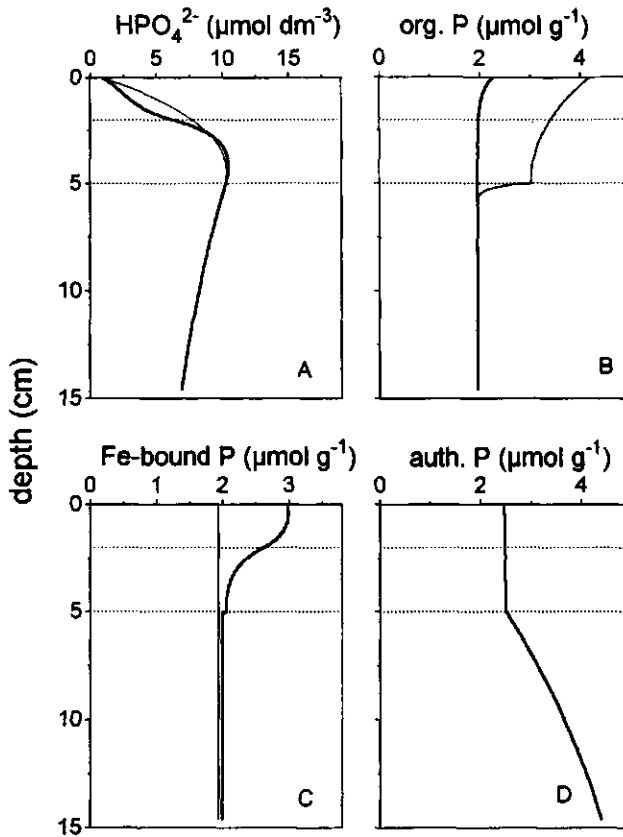 HPO₄²⁻ (µmol dm⁻³)
0 5 10 15
org. P (µmol g⁻¹)
0 2 4
0
5
10
15
A
B
Fe-bound P (µmol g⁻¹)
0 1 2 3
auth. P (µmol g⁻¹)
0 2 4
0
5
10
15
C
D
depth (cm)